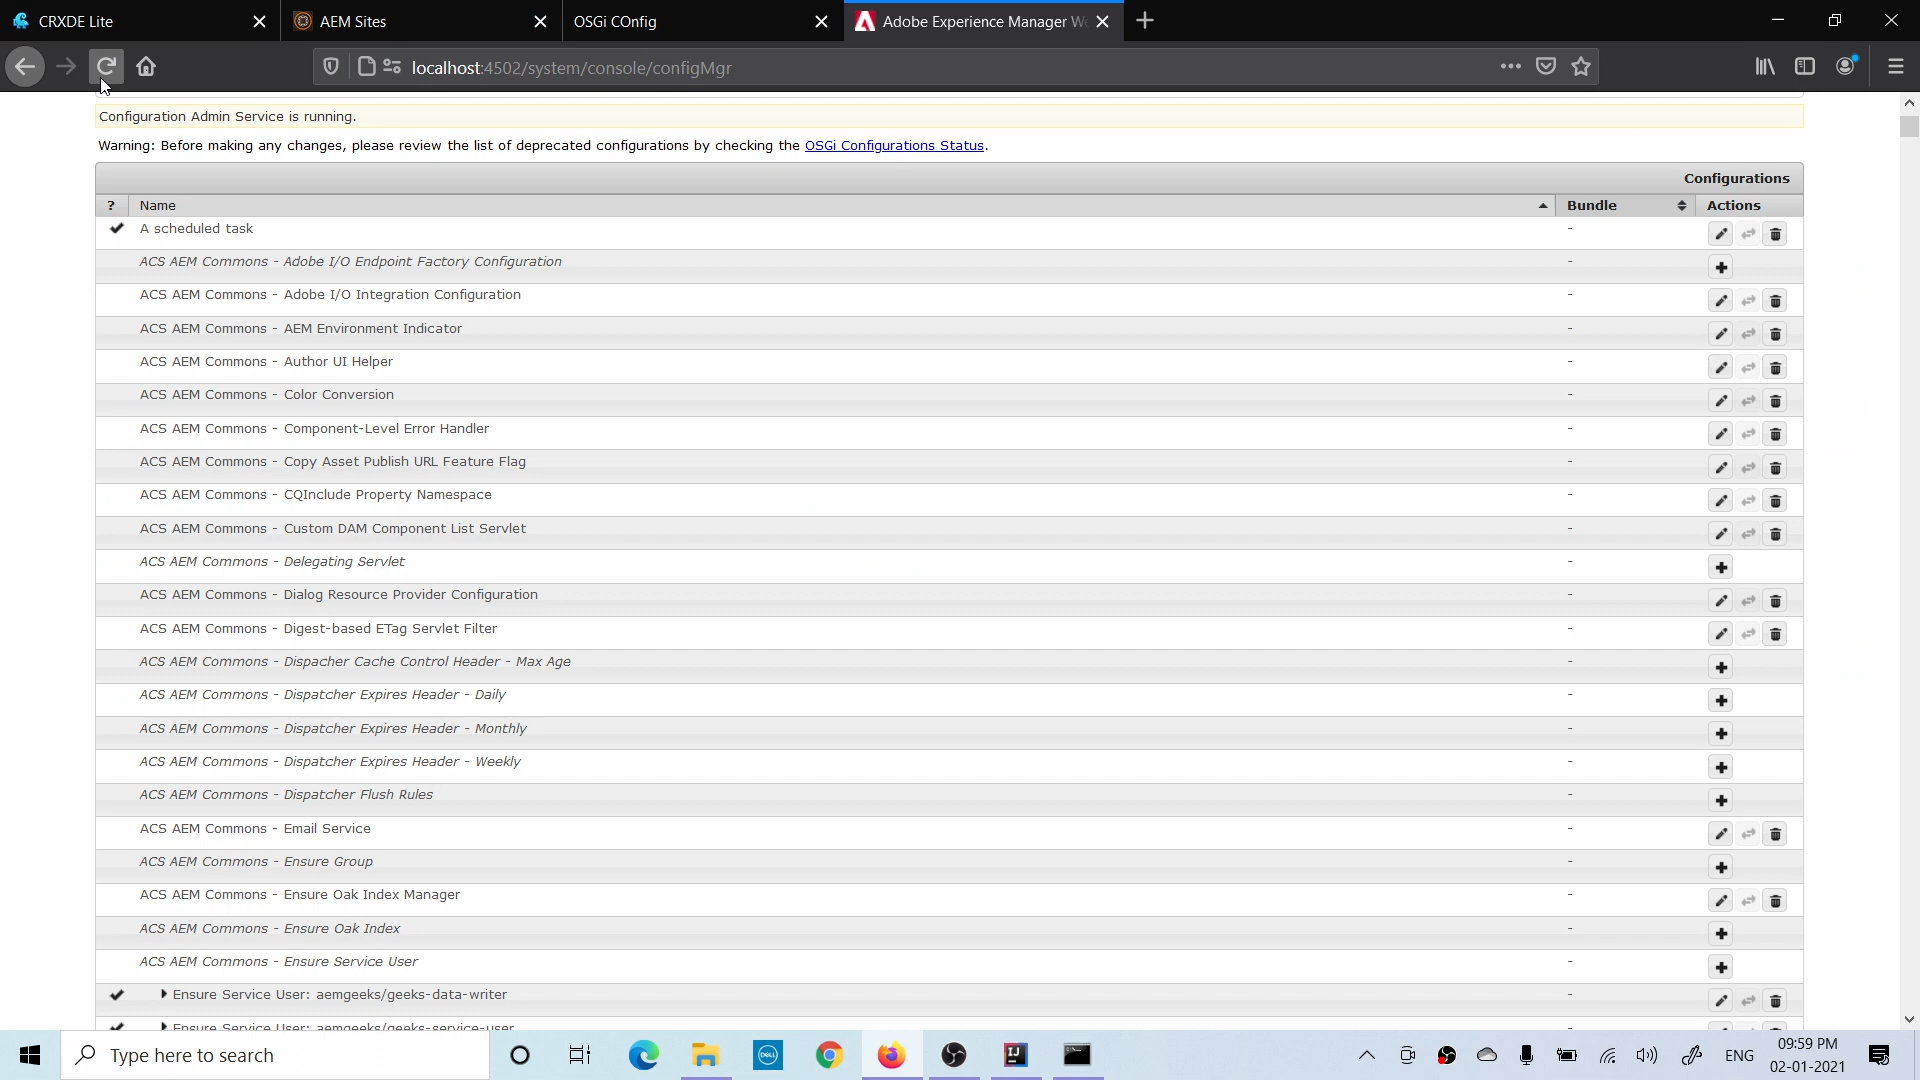 CRXDE Lite
AEM Sites
OSGi COnfig
Adobe Experience Manager We
localhost:4502/system/console/configMgr
Configuration Admin Service is running.
Warning: Before making any changes, please review the list of deprecated configurations by checking the OSGi Configurations Status.
Configurations
? Name Bundle Actions
A scheduled task -
ACS AEM Commons - Adobe I/O Endpoint Factory Configuration -
ACS AEM Commons - Adobe I/O Integration Configuration -
ACS AEM Commons - AEM Environment Indicator -
ACS AEM Commons - Author UI Helper -
ACS AEM Commons - Color Conversion -
ACS AEM Commons - Component-Level Error Handler -
ACS AEM Commons - Copy Asset Publish URL Feature Flag -
ACS AEM Commons - CQInclude Property Namespace -
ACS AEM Commons - Custom DAM Component List Servlet -
ACS AEM Commons - Delegating Servlet -
ACS AEM Commons - Dialog Resource Provider Configuration -
ACS AEM Commons - Digest-based ETag Servlet Filter -
ACS AEM Commons - Dispacher Cache Control Header - Max Age -
ACS AEM Commons - Dispatcher Expires Header - Daily -
ACS AEM Commons - Dispatcher Expires Header - Monthly -
ACS AEM Commons - Dispatcher Expires Header - Weekly -
ACS AEM Commons - Dispatcher Flush Rules -
ACS AEM Commons - Email Service -
ACS AEM Commons - Ensure Group -
ACS AEM Commons - Ensure Oak Index Manager -
ACS AEM Commons - Ensure Oak Index -
ACS AEM Commons - Ensure Service User -
Ensure Service User: aemgeeks/geeks-data-writer -
Ensure Service User: aemgeeks/geeks-service-user -
Type here to search
DELL
IJ
ENG
09:59 PM
02-01-2021